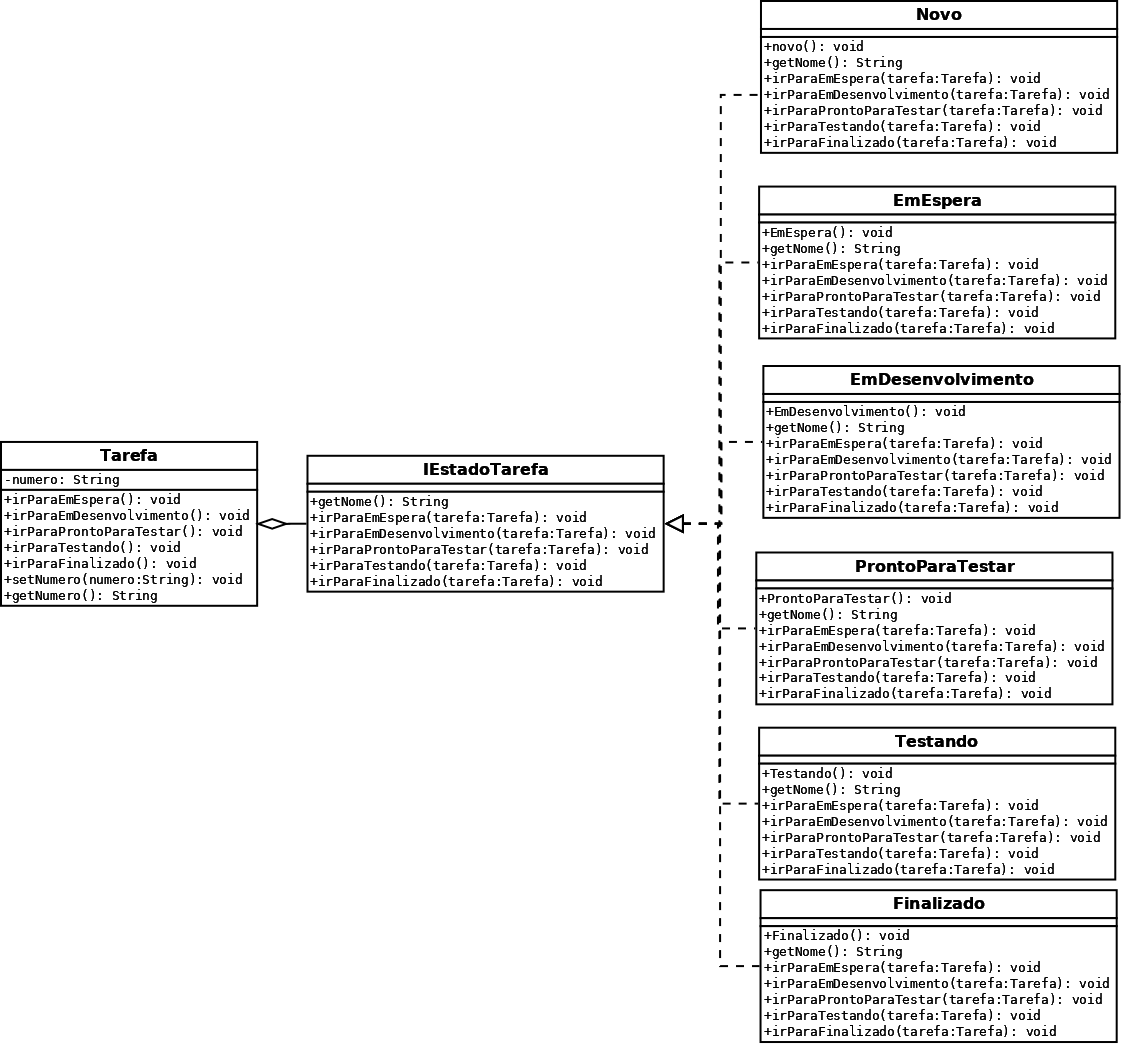 Novo
+novo(): void
+getNome(): String
+irParaEmEspera(tarefa:Tarefa): void
+irParaEmDesenvolvimento(tarefa:Tarefa): void
+irParaProntoParaTestar(tarefa:Tarefa): void
+irParaTestando(tarefa:Tarefa): void
+irParaFinalizado(tarefa:Tarefa): void
EmEspera
+EmEspera(): void
+getNome(): String
+irParaEmEspera(tarefa:Tarefa): void
+irParaEmDesenvolvimento(tarefa:Tarefa): void
+irParaProntoParaTestar(tarefa:Tarefa): void
+irParaTestando(tarefa:Tarefa): void
+irParaFinalizado(tarefa:Tarefa): void
EmDesenvolvimento
+EmDesenvolvimento(): void
+getNome(): String
+irParaEmEspera(tarefa:Tarefa): void
+irParaEmDesenvolvimento(tarefa:Tarefa): void
+irParaProntoParaTestar(tarefa:Tarefa): void
+irParaTestando(tarefa:Tarefa): void
+irParaFinalizado(tarefa:Tarefa): void
Tarefa
-numero: String
+irParaEmEspera(): void
+irParaEmDesenvolvimento(): void
+irParaProntoParaTestar(): void
+irParaTestando(): void
+irParaFinalizado(): void
+setNumero(numero:String): void
+getNumero(): String
IEstadoTarefa
+getNome(): String
+irParaEmEspera(tarefa:Tarefa): void
+irParaEmDesenvolvimento(tarefa:Tarefa): void
+irParaProntoParaTestar(tarefa:Tarefa): void
+irParaTestando(tarefa:Tarefa): void
+irParaFinalizado(tarefa:Tarefa): void
ProntoParaTestar
+ProntoParaTestar(): void
+getNome(): String
+irParaEmEspera(tarefa:Tarefa): void
+irParaEmDesenvolvimento(tarefa:Tarefa): void
+irParaProntoParaTestar(tarefa:Tarefa): void
+irParaTestando(tarefa:Tarefa): void
+irParaFinalizado(tarefa:Tarefa): void
Testando
+Testando(): void
+getNome(): String
+irParaEmEspera(tarefa:Tarefa): void
+irParaEmDesenvolvimento(tarefa:Tarefa): void
+irParaProntoParaTestar(tarefa:Tarefa): void
+irParaTestando(tarefa:Tarefa): void
+irParaFinalizado(tarefa:Tarefa): void
Finalizado
+Finalizado(): void
+getNome(): String
+irParaEmEspera(tarefa:Tarefa): void
+irParaEmDesenvolvimento(tarefa:Tarefa): void
+irParaProntoParaTestar(tarefa:Tarefa): void
+irParaTestando(tarefa:Tarefa): void
+irParaFinalizado(tarefa:Tarefa): void